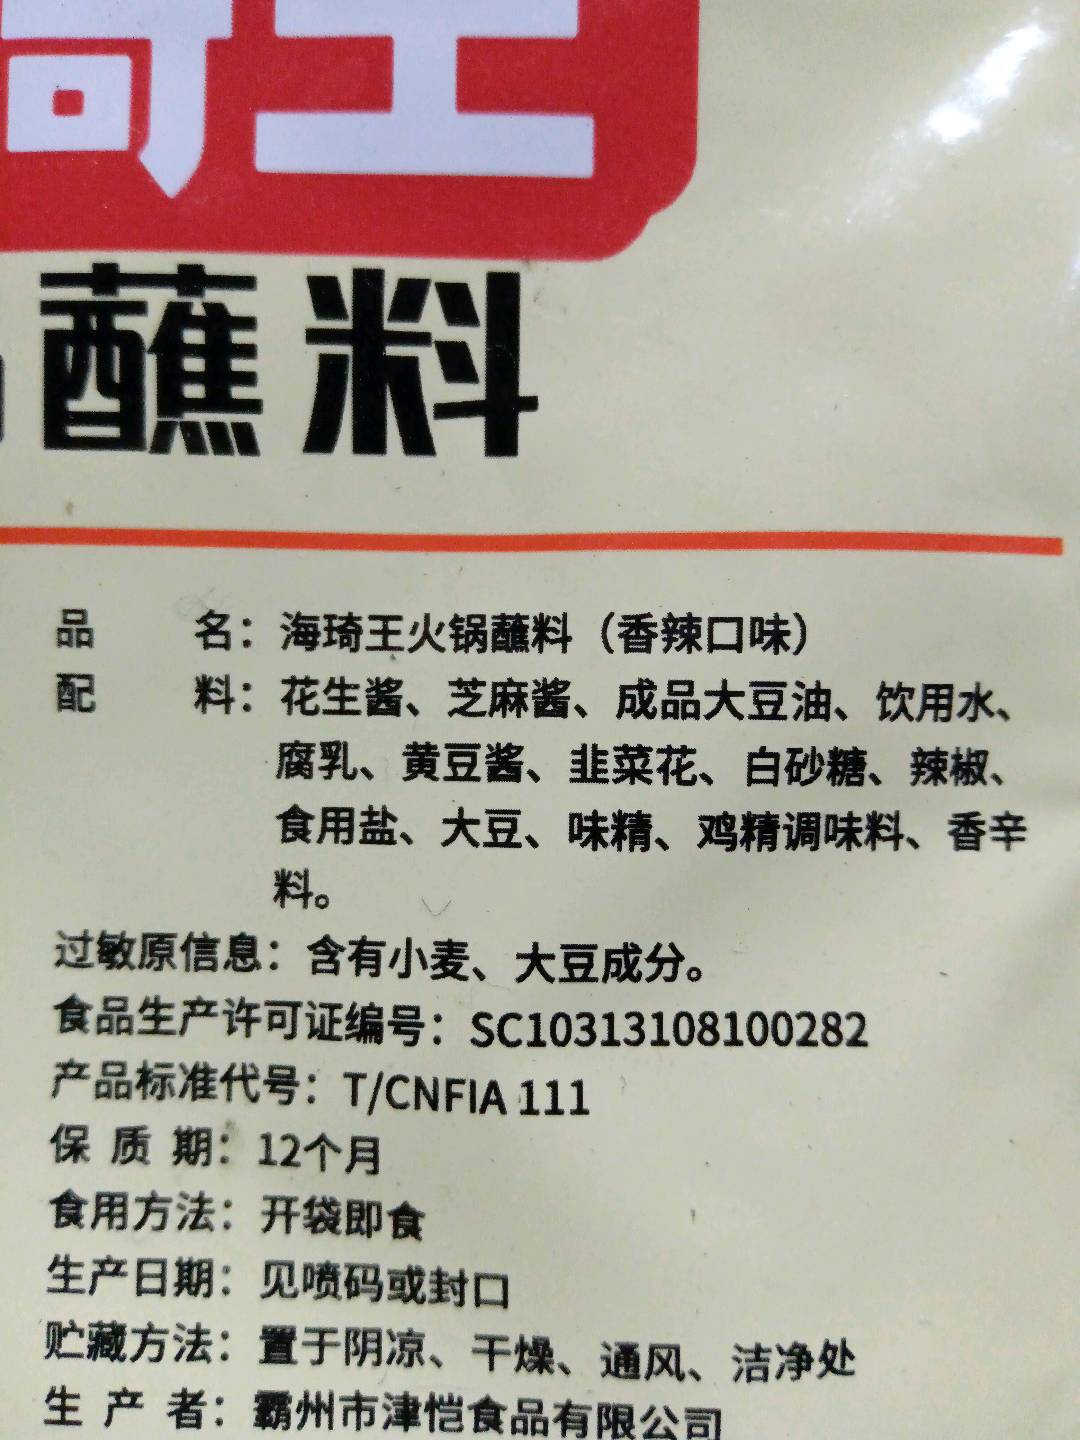 琦王
蘸料
品 名：海琦王火锅蘸料（香辣口味）
配 料：花生酱、芝麻酱、成品大豆油、饮用水、
腐乳、黄豆酱、韭菜花、白砂糖、辣椒、
食用盐、大豆、味精、鸡精调味料、香辛
料。
过敏原信息：含有小麦、大豆成分。
食品生产许可证编号：SC10313108100282
产品标准代号：T/CNFIA 111
保 质 期：12个月
食用方法：开袋即食
生产日期：见喷码或封口
贮藏方法：置于阴凉、干燥、通风、洁净处
生 产 者：霸州市津恺食品有限公司